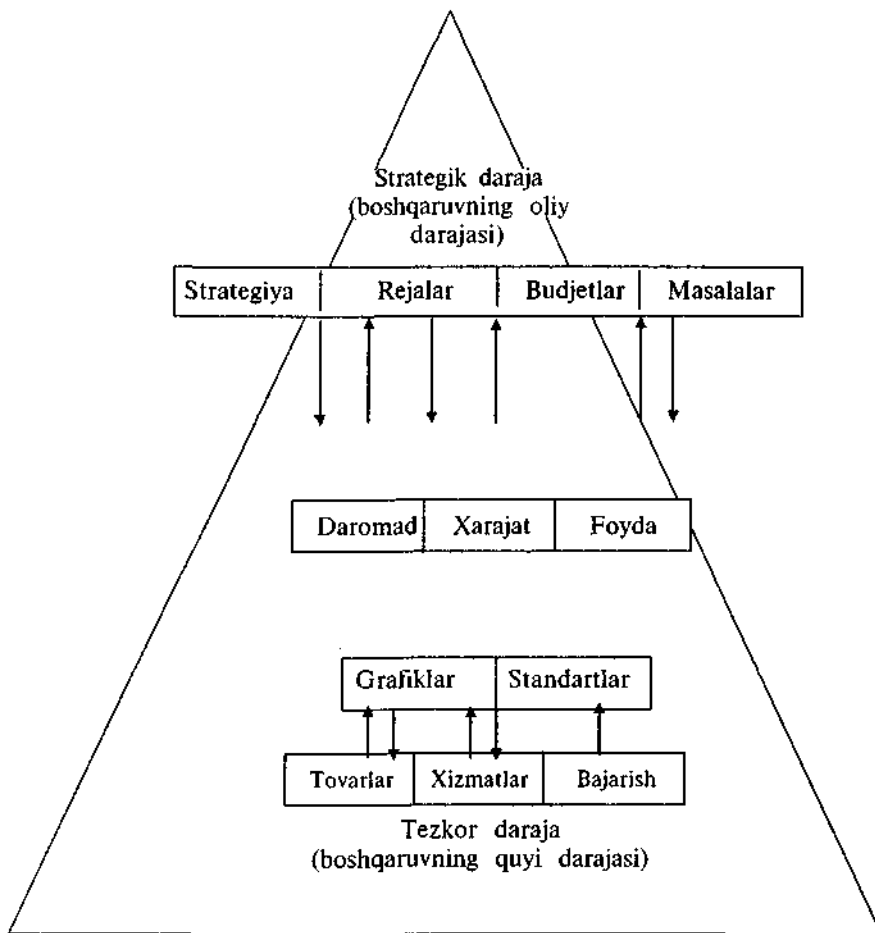 Strategik daraja
(boshqaruvning oliy
darajasi)
Strategiya Rejalar Budjetlar Masalalar
Daromad Xarajat Foyda
Grafiklar Standartlar
Tovarlar Xizmatlar Bajarish
Tezkor daraja
(boshqaruvning quyi darajasi)